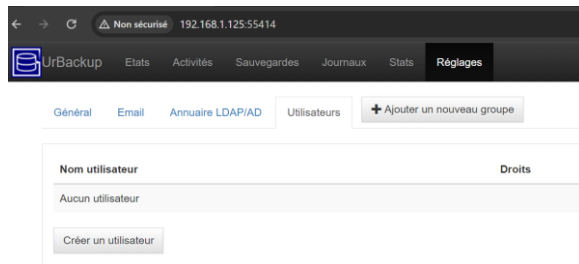 Non sécurisé 192.168.1.125:55414
UrBackup Etats Activités Sauvegardes Journaux Stats Réglages
Général Email Annuaire LDAP/AD Utilisateurs + Ajouter un nouveau groupe
Nom utilisateur Droits
Aucun utilisateur
Créer un utilisateur